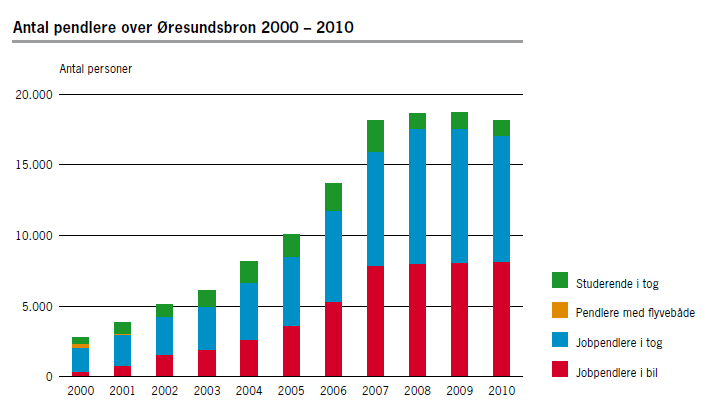 Antal pendlere over Øresundsbron 2000 – 2010
Antal personer
20.000
15.000
10.000
5.000
0
2000 2001 2002 2003 2004 2005 2006 2007 2008 2009 2010
Studerende i tog
Pendlere med flyvebåde
Jobpendlere i tog
Jobpendlere i bil